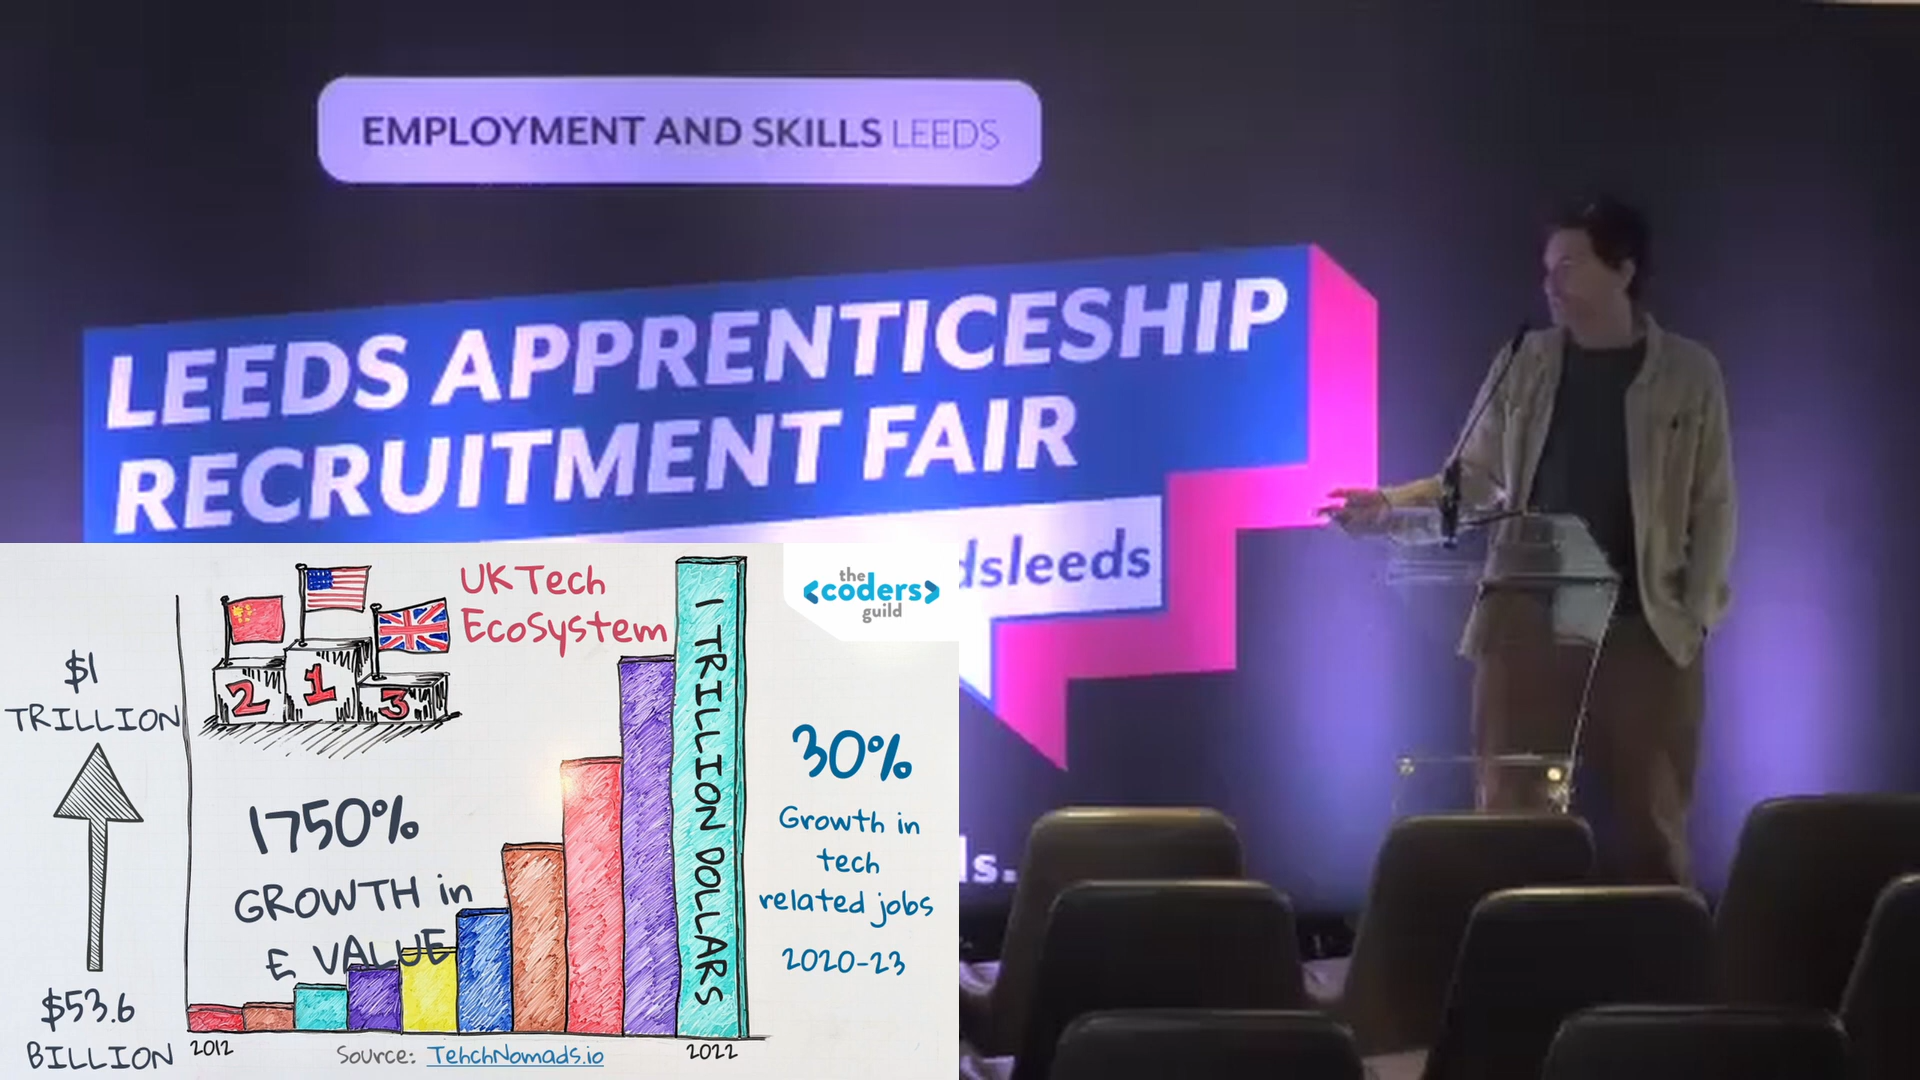 EMPLOYMENT AND SKILLS LEEDS
LEEDS APPRENTICESHIP
RECRUITMENT FAIR
dsleeds
ls.
UK Tech
EcoSystem
the
<coders>
guild
2
1
3
$1
TRILLION
1 TRILLION DOLLARS
30%
Growth in
tech
related jobs
2020-23
1750%
GROWTH in
£ VALUE
$53.6
BILLION
2012
2022
Source: TehchNomads.io